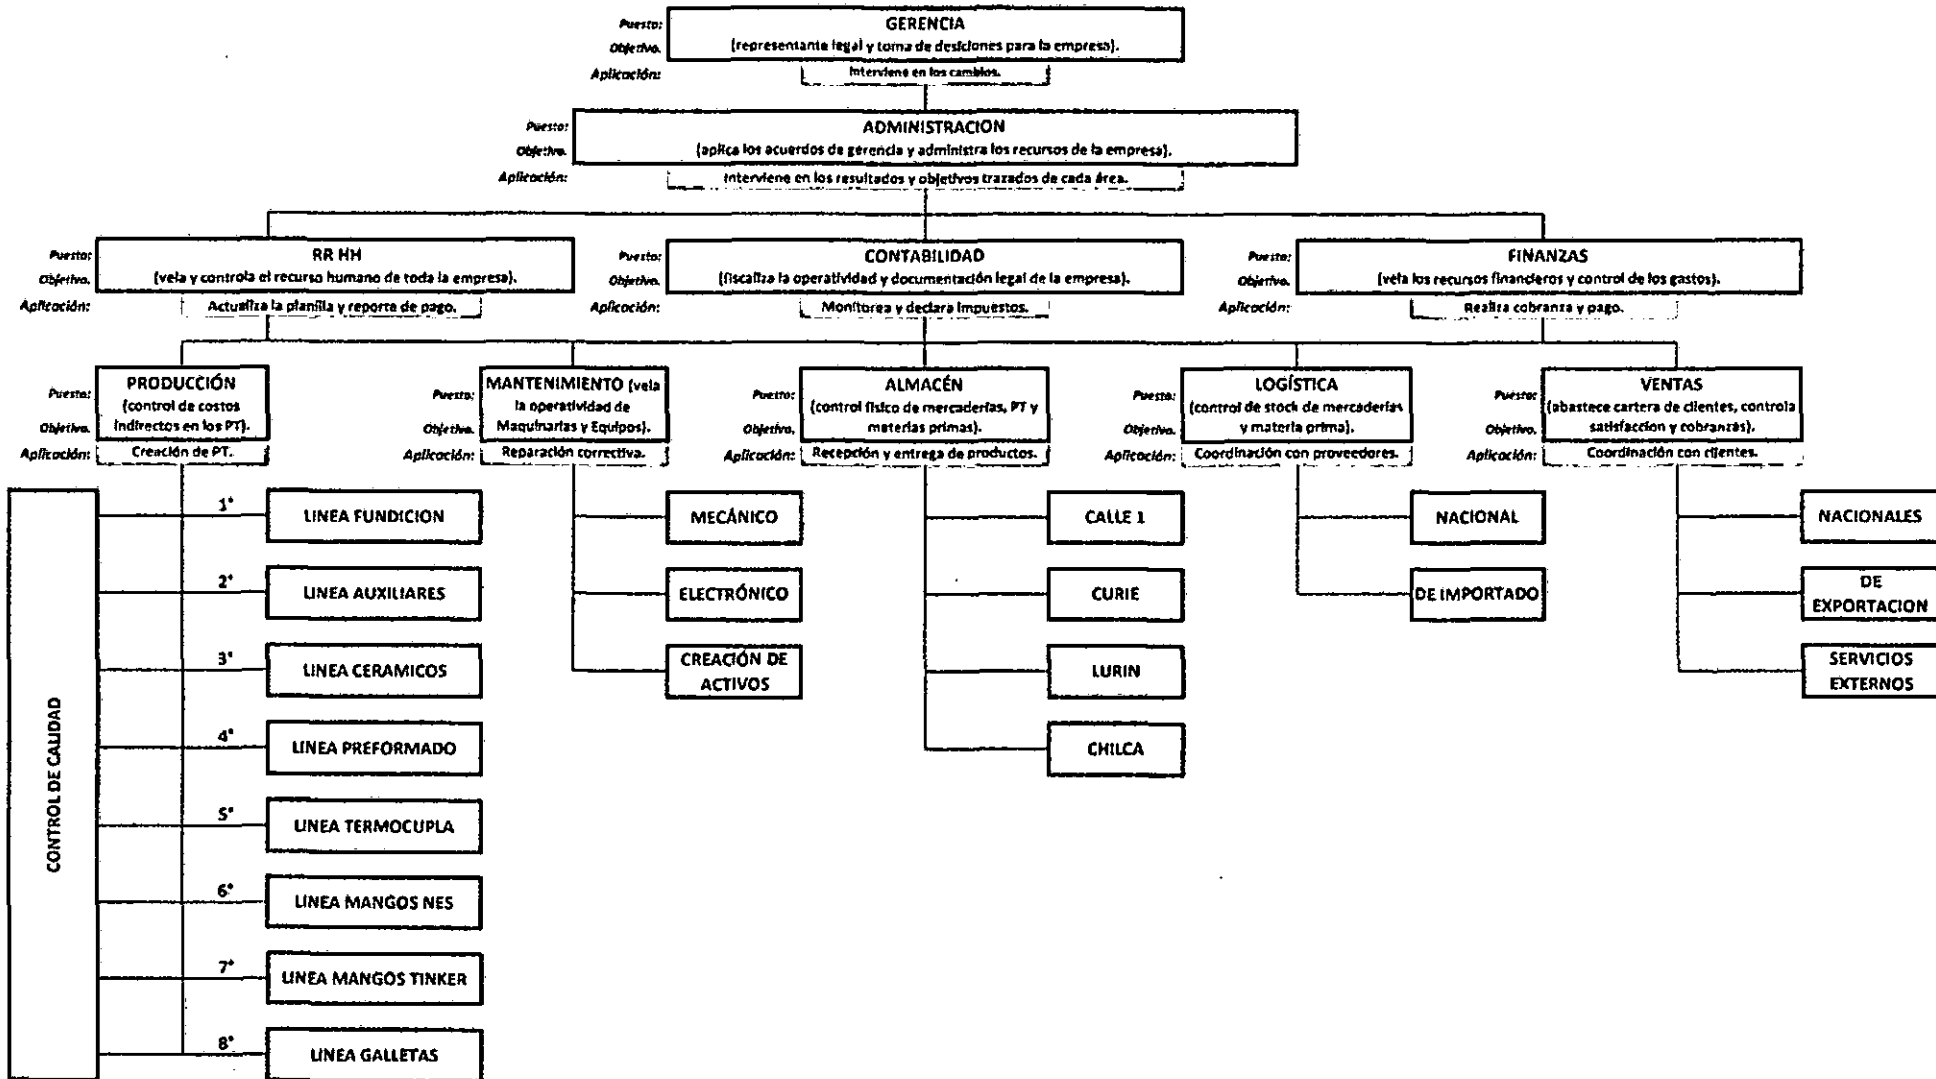 Puesto: GERENCIA
Objetivo. (representante legal y toma de desiciones para la empresa).
Aplicación: Interviene en los cambios.
Puesto: ADMINISTRACION
Objetivo. (aplica los acuerdos de gerencia y administra los recursos de la empresa).
Aplicación: Interviene en los resultados y objetivos trazados de cada área.
Puesto: RR HH
Objetivo. (vela y controla el recurso humano de toda la empresa).
Aplicación: Actualiza la planilla y reporte de pago.
Puesto: CONTABILIDAD
Objetivo. (fiscaliza la operatividad y documentación legal de la empresa).
Aplicación: Monitorea y declara impuestos.
Puesto: FINANZAS
Objetivo. (vela los recursos financieros y control de los gastos).
Aplicación: Realiza cobranza y pago.
PRODUCCIÓN
Puesto: (control de costos
Objetivo. indirectos en los PT).
Aplicación: Creación de PT.
MANTENIMIENTO (vela
Puesto: la operatividad de
Objetivo. Maquinarias y Equipos).
Aplicación: Reparación correctiva.
ALMACÉN
Puesto: (control fisico de mercaderías, PT y
Objetivo. materias primas).
Aplicación: Recepción y entrega de productos.
LOGÍSTICA
Puesto: (control de stock de mercaderías
Objetivo. y materia prima).
Aplicación: Coordinación con proveedores.
VENTAS
Puesto: (abastece cartera de clientes, controla
Objetivo. satisfaccion y cobranzas).
Aplicación: Coordinación con clientes.
CONTROL DE CALIDAD
1° LINEA FUNDICION
2° LINEA AUXILIARES
3° LINEA CERAMICOS
4° LINEA PREFORMADO
5° LINEA TERMOCUPLA
6° LINEA MANGOS NES
7° LINEA MANGOS TINKER
8° LINEA GALLETAS
MECÁNICO
ELECTRÓNICO
CREACIÓN DE
ACTIVOS
CALLE 1
CURIE
LURIN
CHILCA
NACIONAL
DE IMPORTADO
NACIONALES
DE
EXPORTACION
SERVICIOS
EXTERNOS